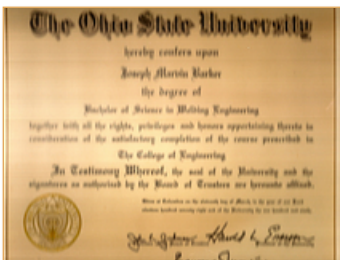 The Ohio State University
hereby confers upon
Joseph Marvin Barker
the degree of
Bachelor of Science in Welding Engineering
together with all the rights, privileges and honors appertaining thereto in
consideration of the satisfactory completion of the course prescribed in
The College of Engineering
In Testimony Whereof, the seal of the University and the
signatures as authorized by the Board of Trustees are hereunto affixed.